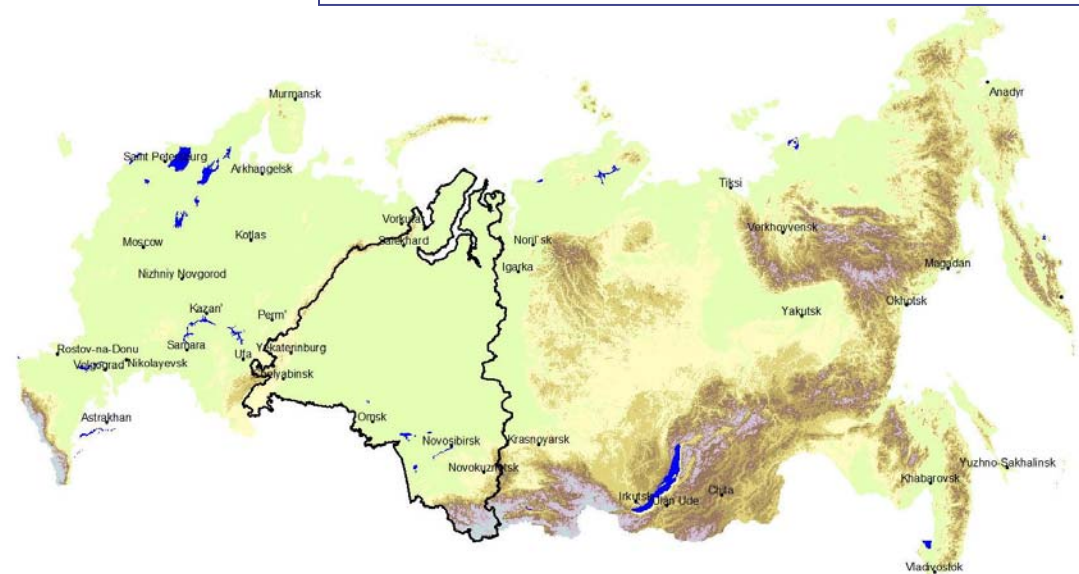 Murmansk
Anadyr
Saint Petersburg
Arkhangelsk
Tiksi
Vorkuta
Verkhoyvensk
Kotlas
Moscow
Salekhard
Noril'sk
Magadan
Igarka
Nizhniy Novgorod
Okhotsk
Kazan'
Perm'
Yakutsk
Rostov-na-Donu
Samara
Yekaterinburg
Ufa
Volgograd
Nikolayevsk
Chelyabinsk
Astrakhan
Omsk
Novosibirsk
Krasnoyarsk
Novokuznetsk
Yuzhno-Sakhalinsk
Khabarovsk
Chita
Irkutsk
Ulan Ude
Vladivostok